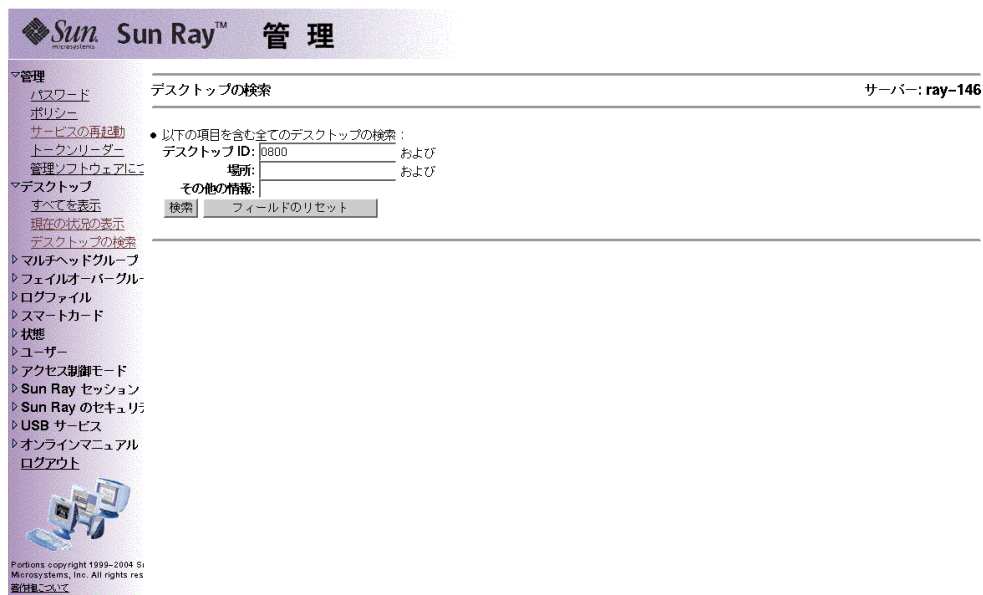 Sun microsystems Sun Ray™ 管 理
▽管理
パスワード
ポリシー
サービスの再起動
トークンリーダー
管理ソフトウェアにつ
▽デスクトップ
すべてを表示
現在の状況の表示
デスクトップの検索
▷マルチヘッドグループ
▷フェイルオーバーグルー
▷ログファイル
▷スマートカード
▷状態
▷ユーザー
▷アクセス制御モード
▷Sun Ray セッション
▷Sun Ray のセキュリテ
▷USB サービス
▷オンラインマニュアル
ログアウト
Portions copyright 1999-2004 Su
Microsystems, Inc. All rights res
著作権について
デスクトップの検索 サーバー: ray-146
● 以下の項目を含む全てのデスクトップの検索 :
デスクトップ ID: 0800 および
場所: および
その他の情報:
検索 フィールドのリセット